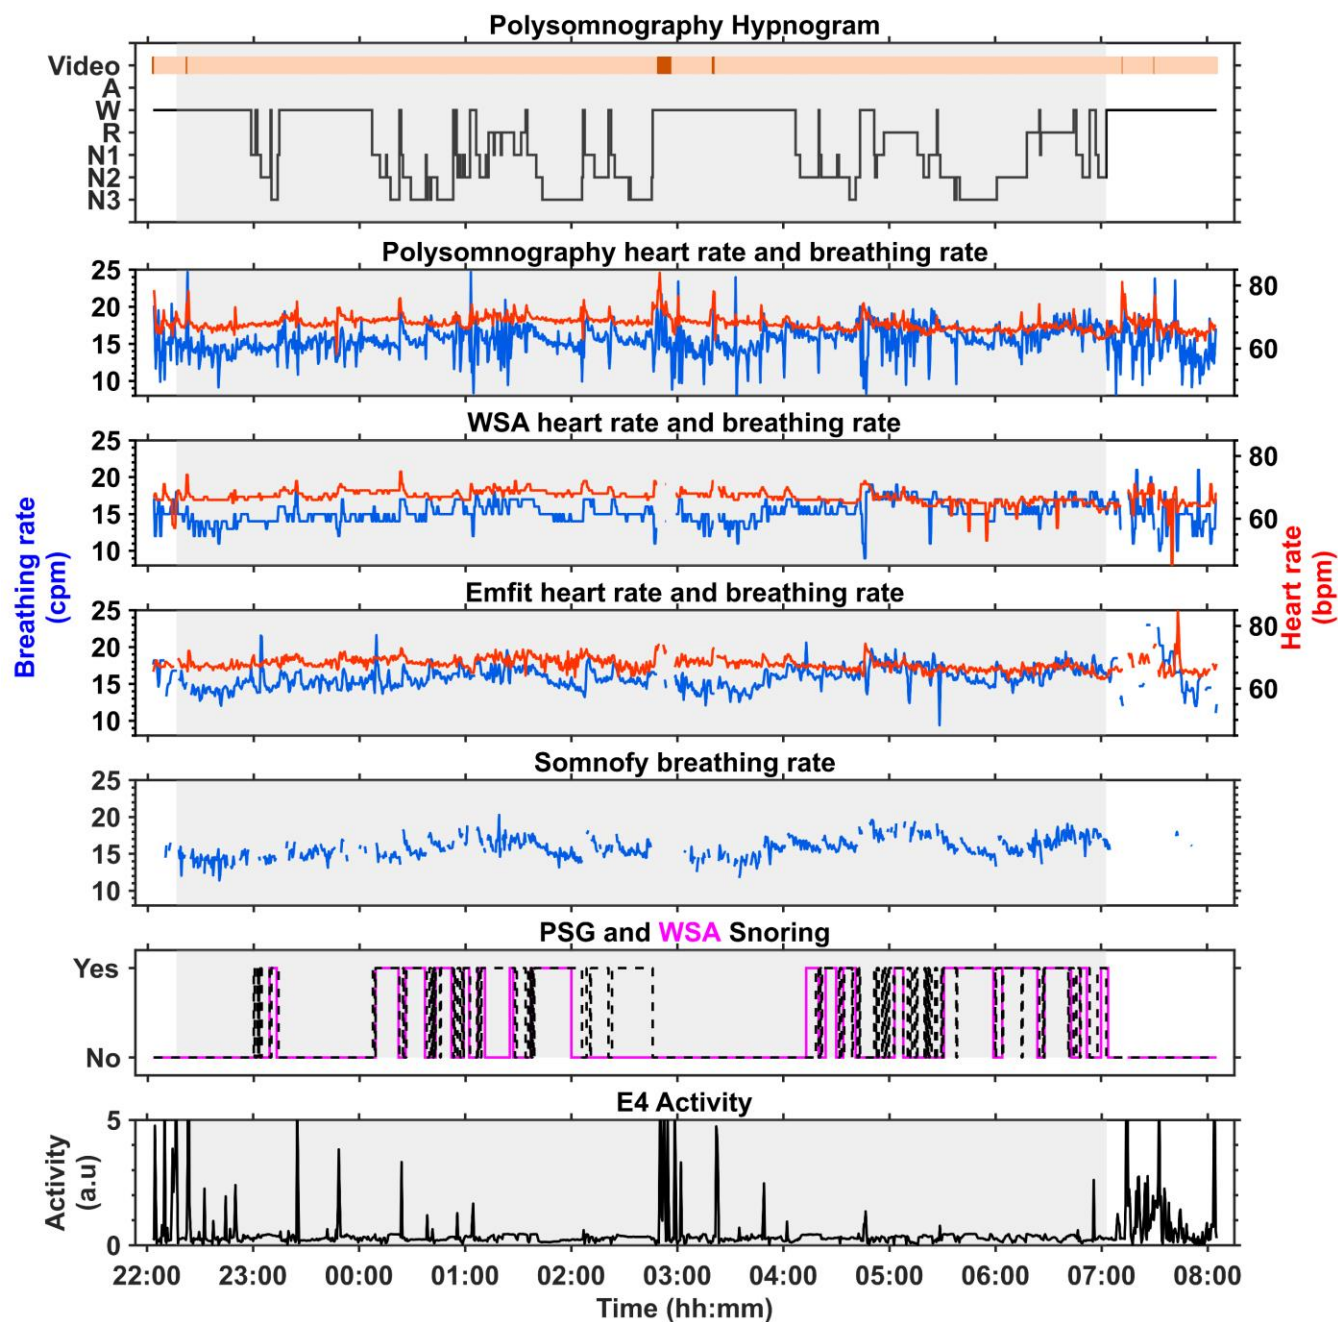 Polysomnography Hypnogram
Video
A
W
R
N1
N2
N3
Polysomnography heart rate and breathing rate
25
20
15
10
80
60
WSA heart rate and breathing rate
25
20
15
10
80
60
Breathing rate
(cpm)
Heart rate
(bpm)
Emfit heart rate and breathing rate
25
20
15
10
80
60
Somnofy breathing rate
25
20
15
10
PSG and WSA Snoring
Yes
No
E4 Activity
Activity
(a.u)
5
0
22:00 23:00 00:00 01:00 02:00 03:00 04:00 05:00 06:00 07:00 08:00
Time (hh:mm)